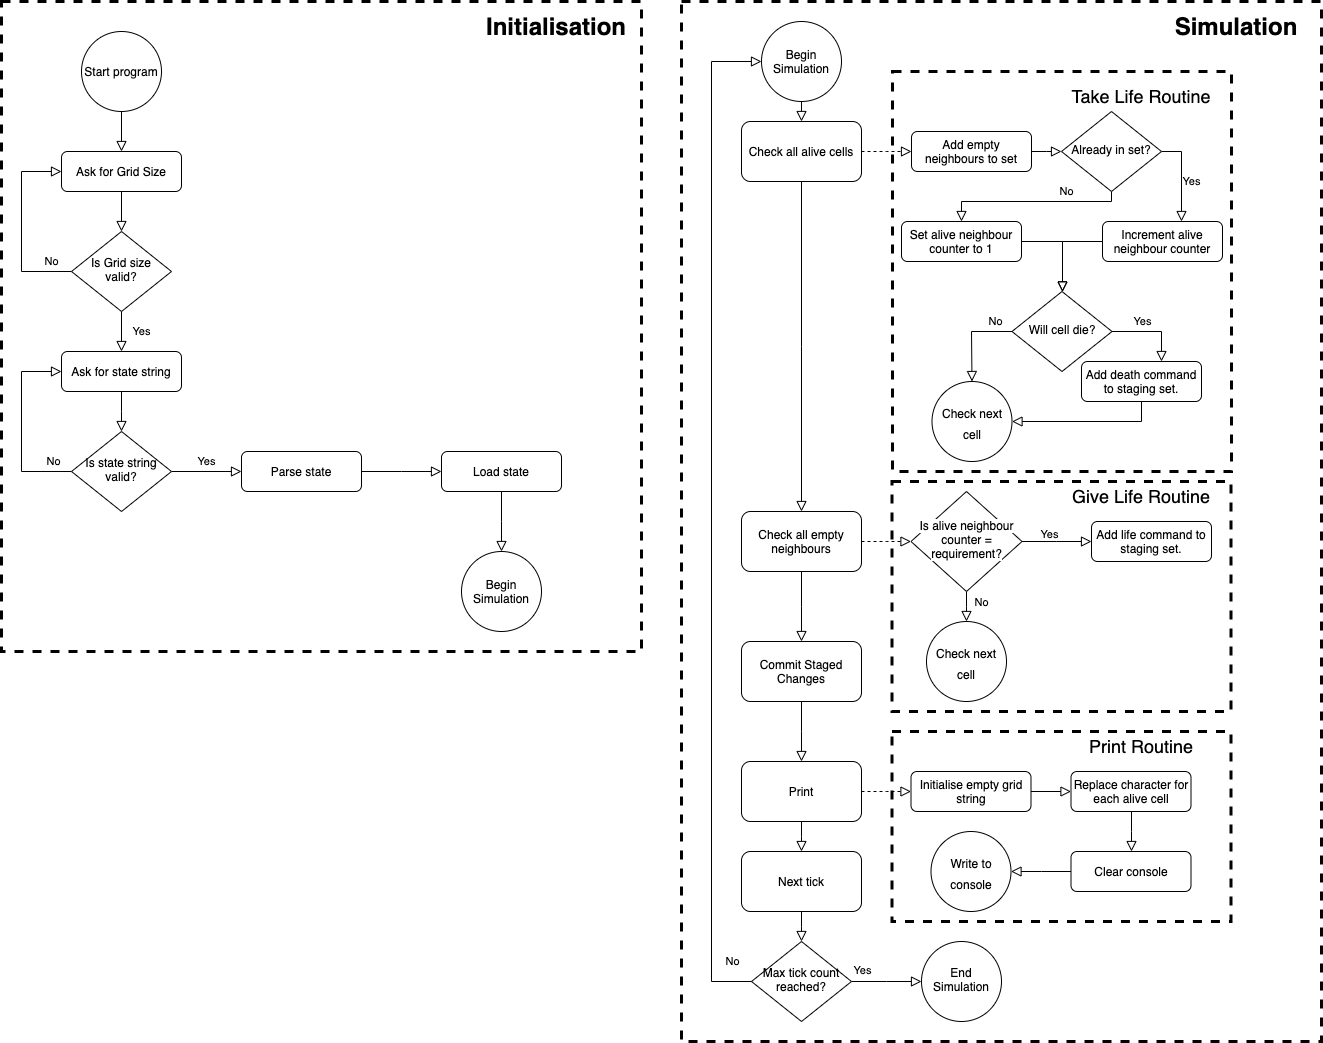 Initialisation
Start program
Ask for Grid Size
Is Grid size
valid?
No
Yes
Ask for state string
Is state string
valid?
No
Yes
Parse state
Load state
Begin
Simulation
Simulation
Begin
Simulation
Check all alive cells
Take Life Routine
Add empty
neighbours to set
Already in set?
Yes
No
Set alive neighbour
counter to 1
Increment alive
neighbour counter
Will cell die?
No
Yes
Add death command
to staging set.
Check next
cell
Check all empty
neighbours
Give Life Routine
Is alive neighbour
counter =
requirement?
Yes
Add life command to
staging set.
No
Check next
cell
Commit Staged
Changes
Print
Print Routine
Initialise empty grid
string
Replace character for
each alive cell
Clear console
Write to
console
Next tick
Max tick count
reached?
No
Yes
End
Simulation